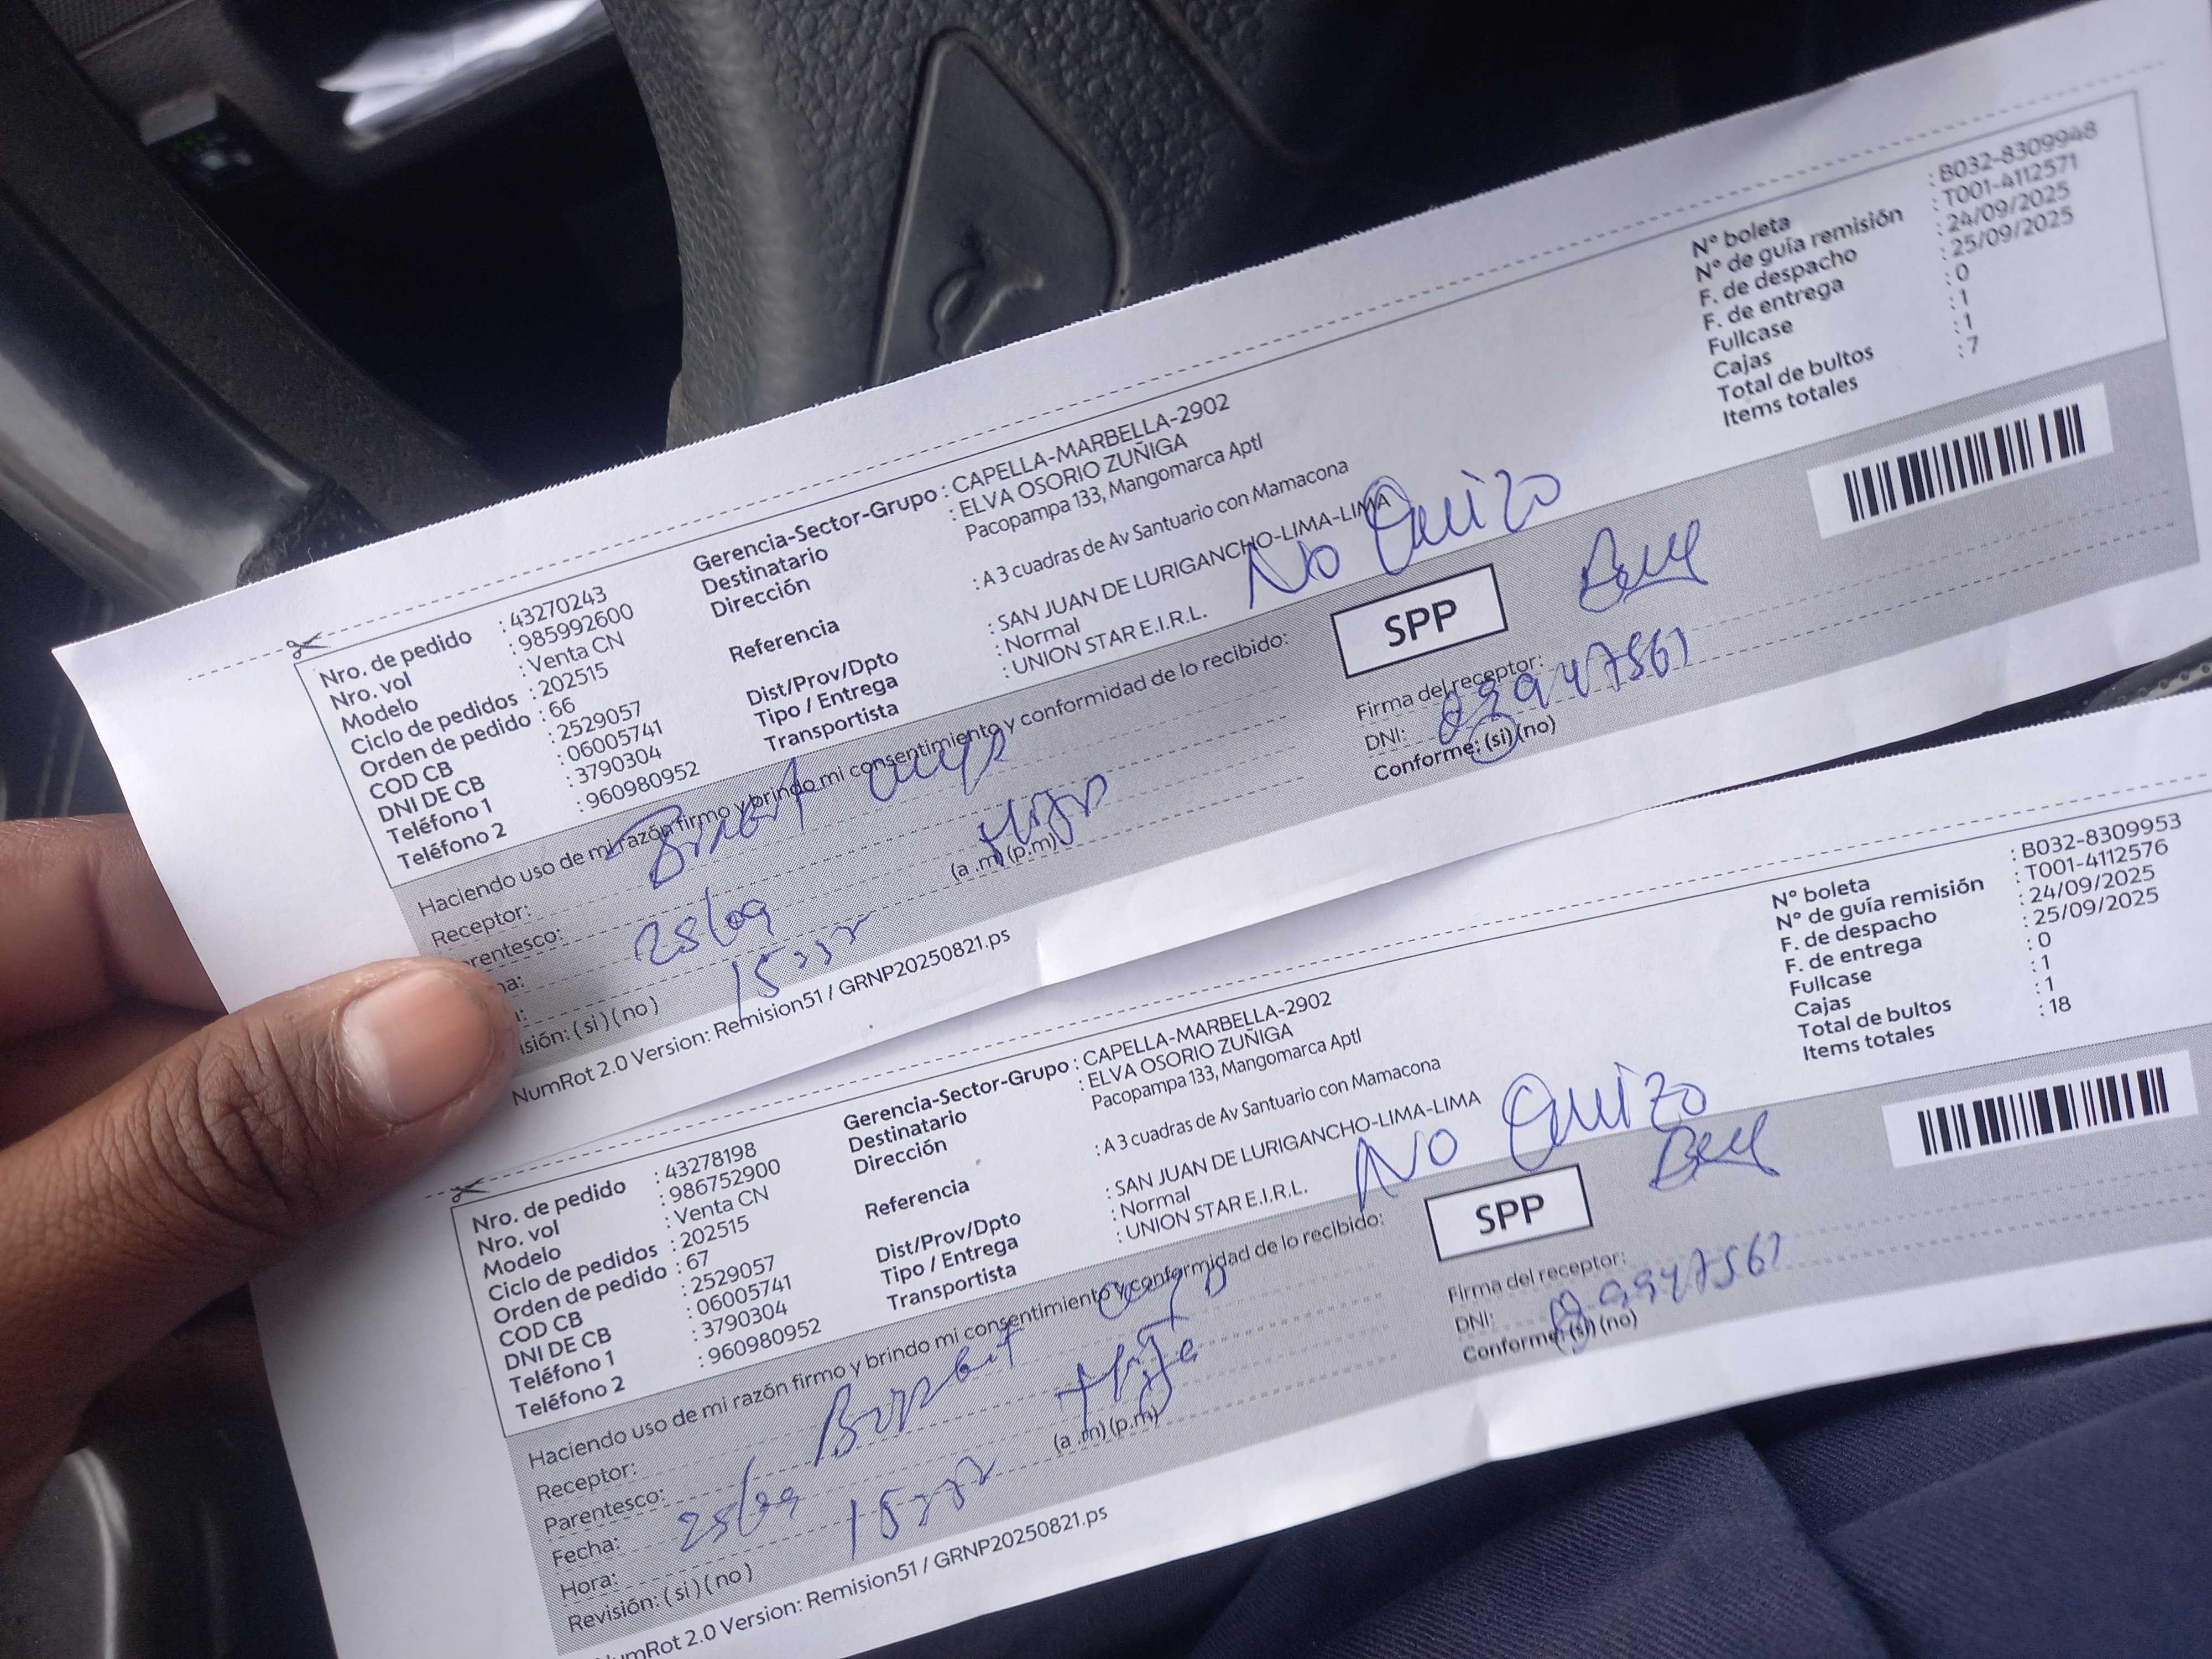 Nro. de pedido : 43270243
Nro. vol : 985992600
Modelo : Venta CN
Ciclo de pedidos : 202515
Orden de pedido : 66
COD CB : 2529057
DNI DE CB : 06005741
Teléfono 1 : 3790304
Teléfono 2 : 960980952
Gerencia-Sector-Grupo : CAPELLA-MARBELLA-2902
Destinatario : ELVA OSORIO ZUÑIGA
Dirección Pacopampa 133, Mangomarca Aptl
Referencia : A 3 cuadras de Av Santuario con Mamacona
Dist/Prov/Dpto : SAN JUAN DE LURIGANCHO-LIMA-LIMA
Tipo / Entrega : Normal
Transportista : UNION STAR E.I.R.L.
N° boleta : B032-8309948
N° de guía remisión : T001-4112571
F. de despacho : 24/09/2025
F. de entrega : 25/09/2025
Fullcase : 0
Cajas : 1
Total de bultos : 1
Items totales : 7
No Quizo
SPP
Haciendo uso de mi razón firmo y brindo mi consentimiento y conformidad de lo recibido:
Receptor:
arentesco:
na: 25/09
(a .m) (p.m)
isión: ( si ) ( no )
Firma del receptor:
DNI: 09947561
Conforme: (si) (no)
NumRot 2.0 Version: Remision51 / GRNP20250821.ps
Nro. de pedido : 43278198
Nro. vol : 986752900
Modelo : Venta CN
Ciclo de pedidos : 202515
Orden de pedido : 67
COD CB : 2529057
DNI DE CB : 06005741
Teléfono 1 : 3790304
Teléfono 2 : 960980952
Gerencia-Sector-Grupo : CAPELLA-MARBELLA-2902
Destinatario : ELVA OSORIO ZUÑIGA
Dirección Pacopampa 133, Mangomarca Aptl
Referencia : A 3 cuadras de Av Santuario con Mamacona
Dist/Prov/Dpto : SAN JUAN DE LURIGANCHO-LIMA-LIMA
Tipo / Entrega : Normal
Transportista : UNION STAR E.I.R.L.
N° boleta : B032-8309953
N° de guía remisión : T001-4112576
F. de despacho : 24/09/2025
F. de entrega : 25/09/2025
Fullcase : 0
Cajas : 1
Total de bultos : 1
Items totales : 18
No Quizo
SPP
Haciendo uso de mi razón firmo y brindo mi consentimiento y conformidad de lo recibido:
Receptor:
Parentesco:
Fecha: 25/09
Hora: (a .m) (p.m)
Revisión: ( si ) ( no )
Firma del receptor:
DNI: 09947561
Conforme: (si) (no)
NumRot 2.0 Version: Remision51 / GRNP20250821.ps